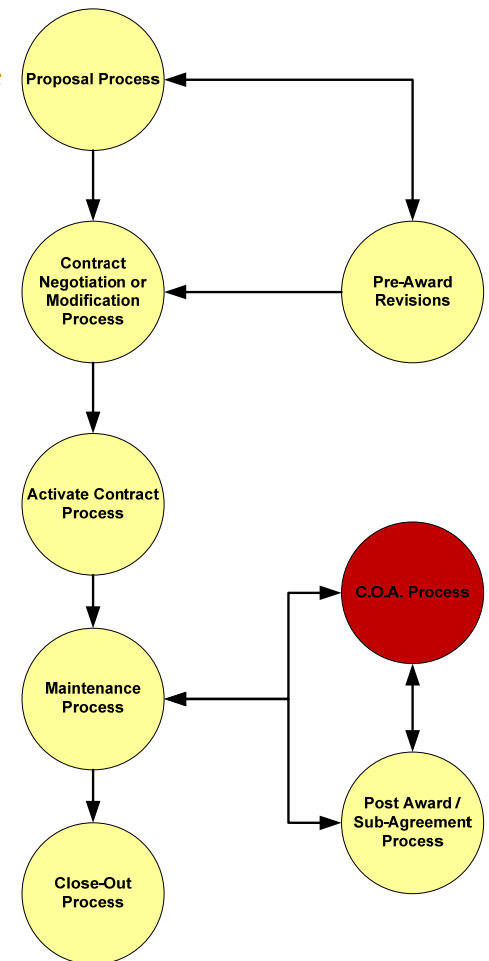 Proposal Process
Contract
Negotiation or
Modification
Process
Pre-Award
Revisions
Activate Contract
Process
C.O.A. Process
Maintenance
Process
Post Award /
Sub-Agreement
Process
Close-Out
Process